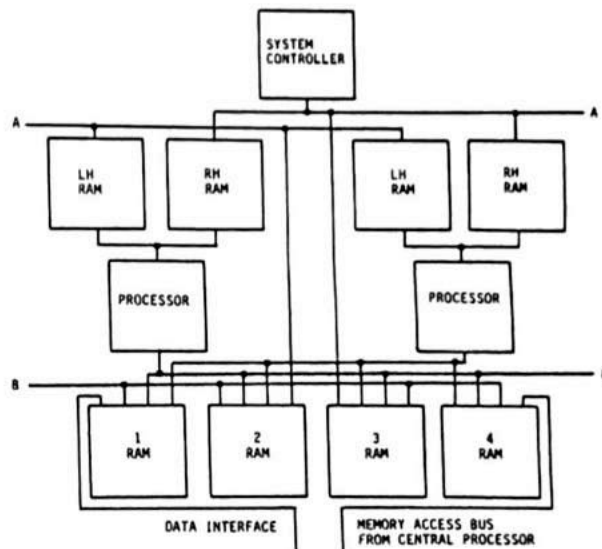 SYSTEM
CONTROLLER
A
A
LH
RAM
RH
RAM
LH
RAM
RH
RAM
PROCESSOR
PROCESSOR
B
1
RAM
2
RAM
3
RAM
4
RAM
DATA INTERFACE
MEMORY ACCESS BUS
FROM CENTRAL PROCESSOR